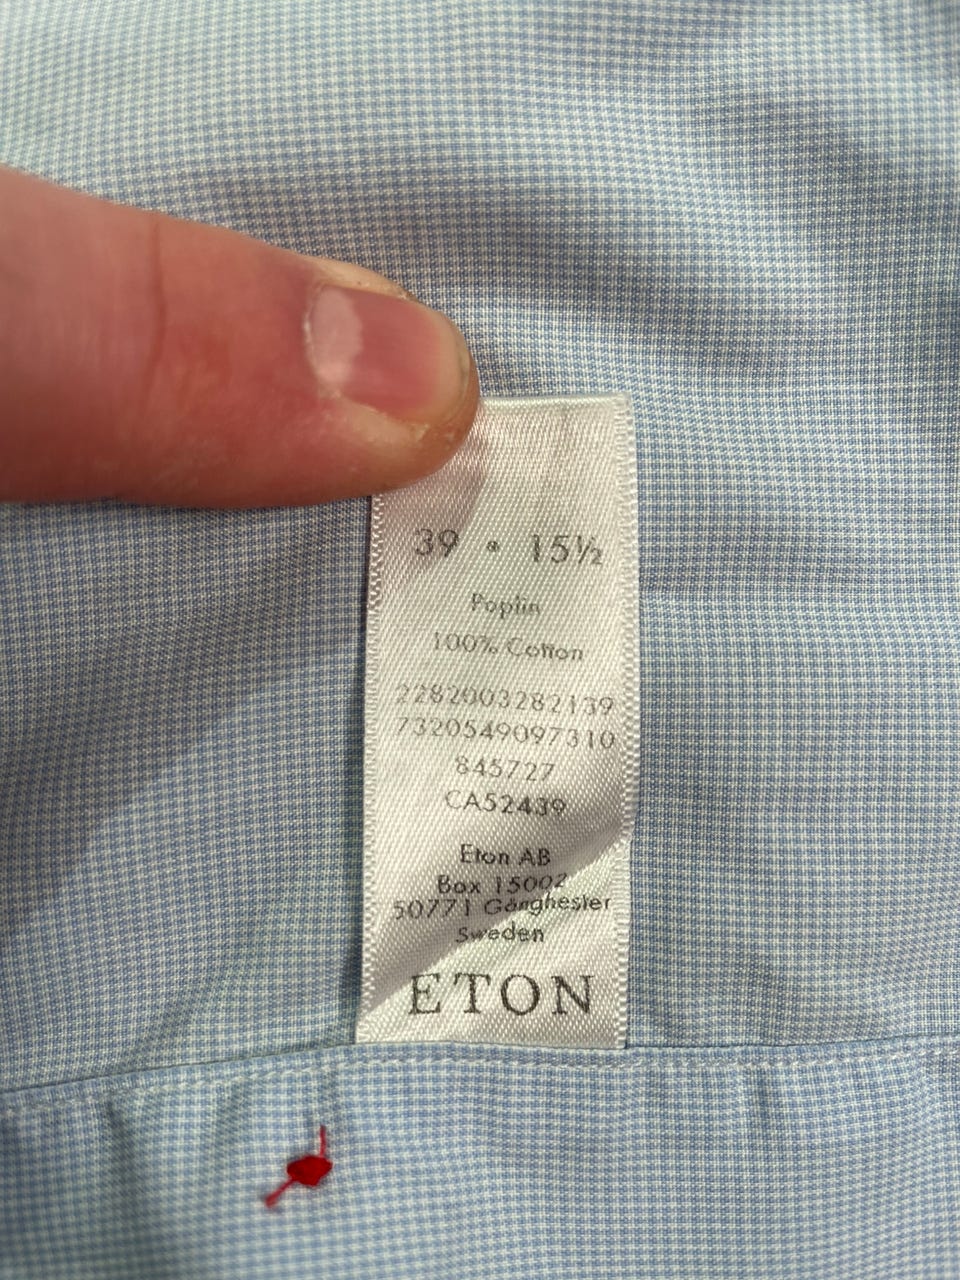 39 • 15½
Poplin
100% Cotton
2282003282139
7320549097310
845727
CA52439
Eton AB
Box 15002
50771 Gånghester
Sweden
ETON